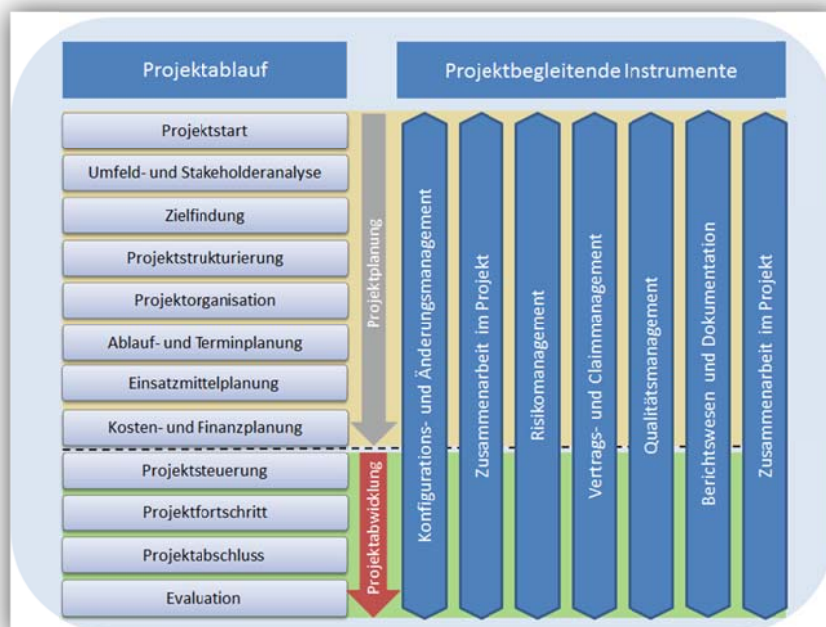 Projektablauf
Projektbegleitende Instrumente
Projektstart
Umfeld- und Stakeholderanalyse
Zielfindung
Projektstrukturierung
Projektorganisation
Ablauf- und Terminplanung
Einsatzmittelplanung
Kosten- und Finanzplanung
Projektsteuerung
Projektfortschritt
Projektabschluss
Evaluation
Projektplanung
Projektabwicklung
Konfigurations- und Änderungsmanagement
Zusammenarbeit im Projekt
Risikomanagement
Vertrags- und Claimmanagement
Qualitätsmanagement
Berichtswesen und Dokumentation
Zusammenarbeit im Projekt